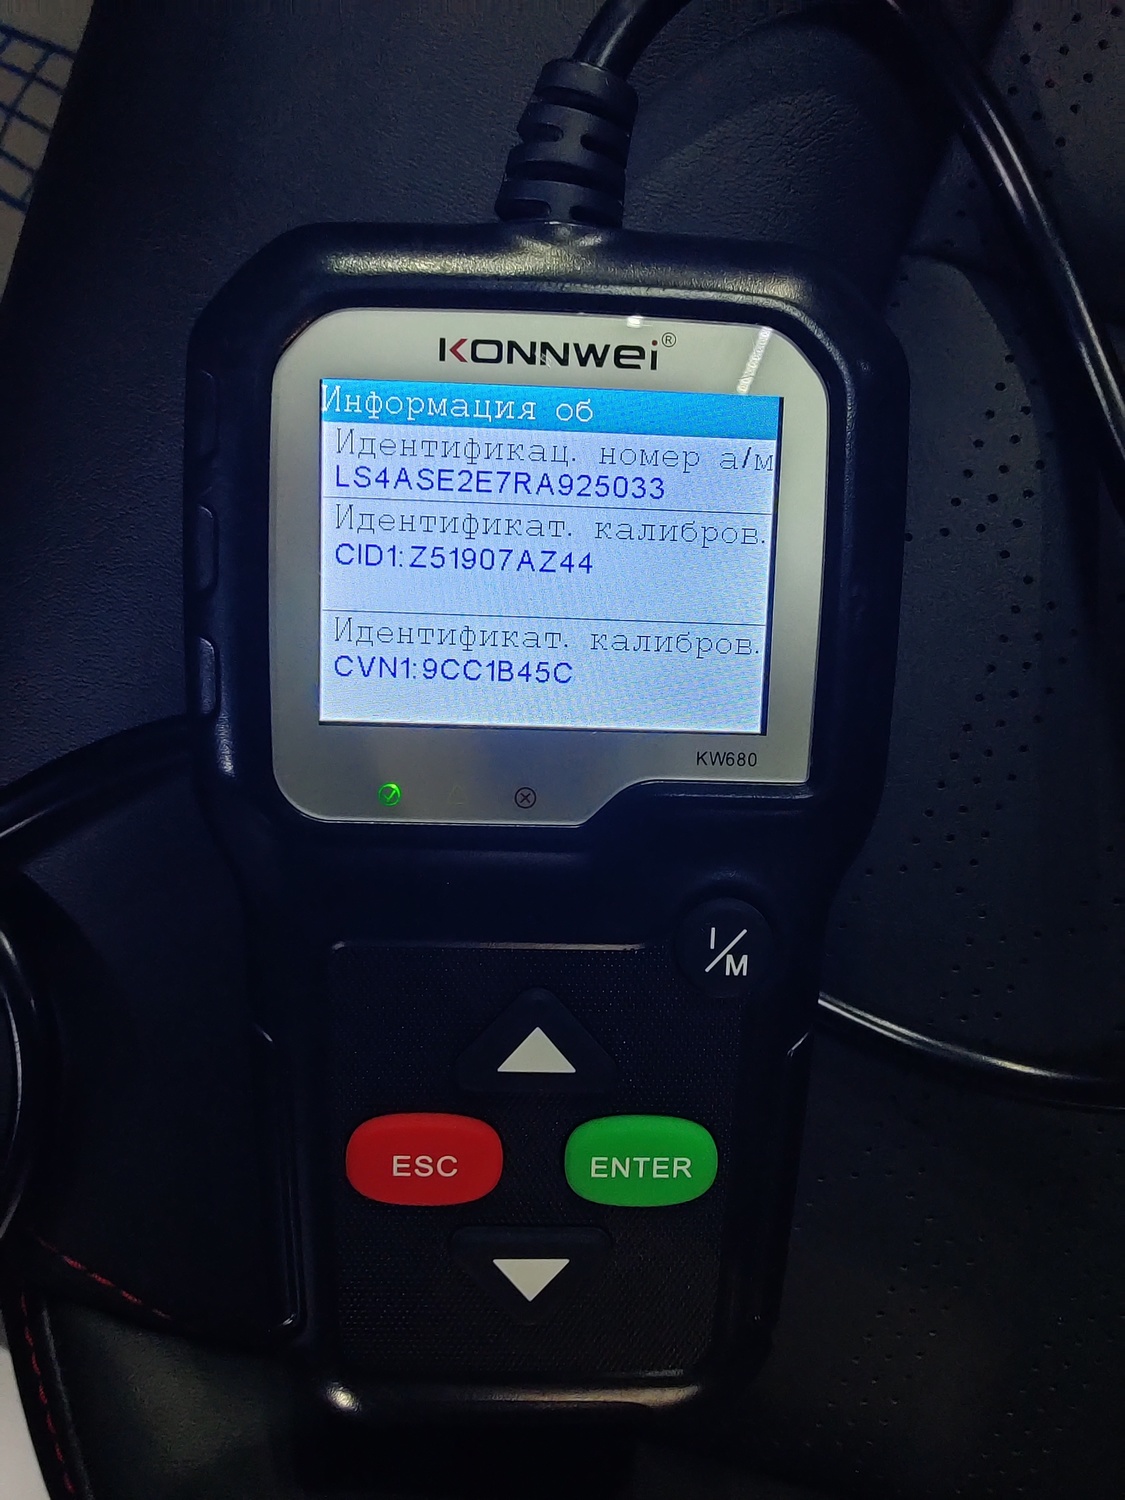 KONNWEI®
Информация об
Идентификац. номер а/м
LS4ASE2E7RA925033
Идентификат. калибров.
CID1:Z51907AZ44
Идентификат. калибров.
CVN1:9CC1B45C
KW680
I/M
ESC
ENTER